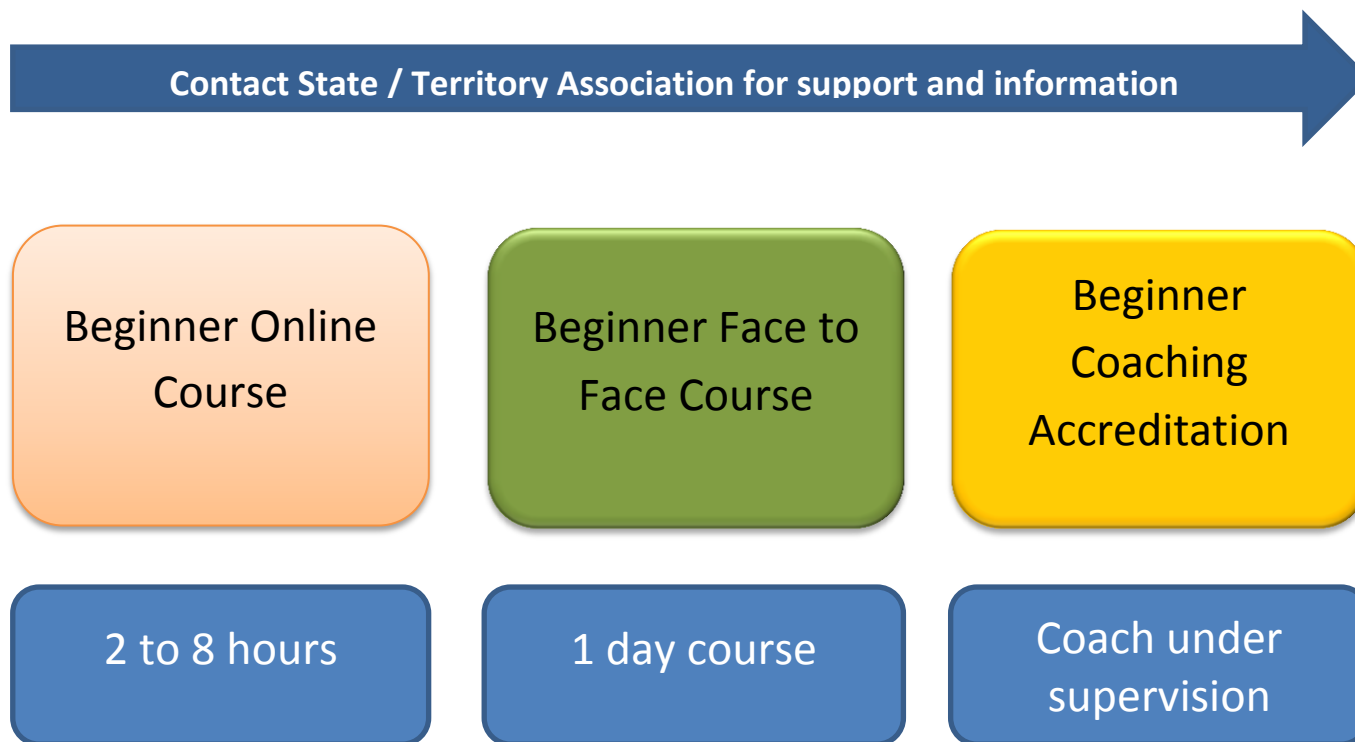 Contact State / Territory Association for support and information
Beginner Online
Course
Beginner Face to
Face Course
Beginner
Coaching
Accreditation
2 to 8 hours
1 day course
Coach under
supervision